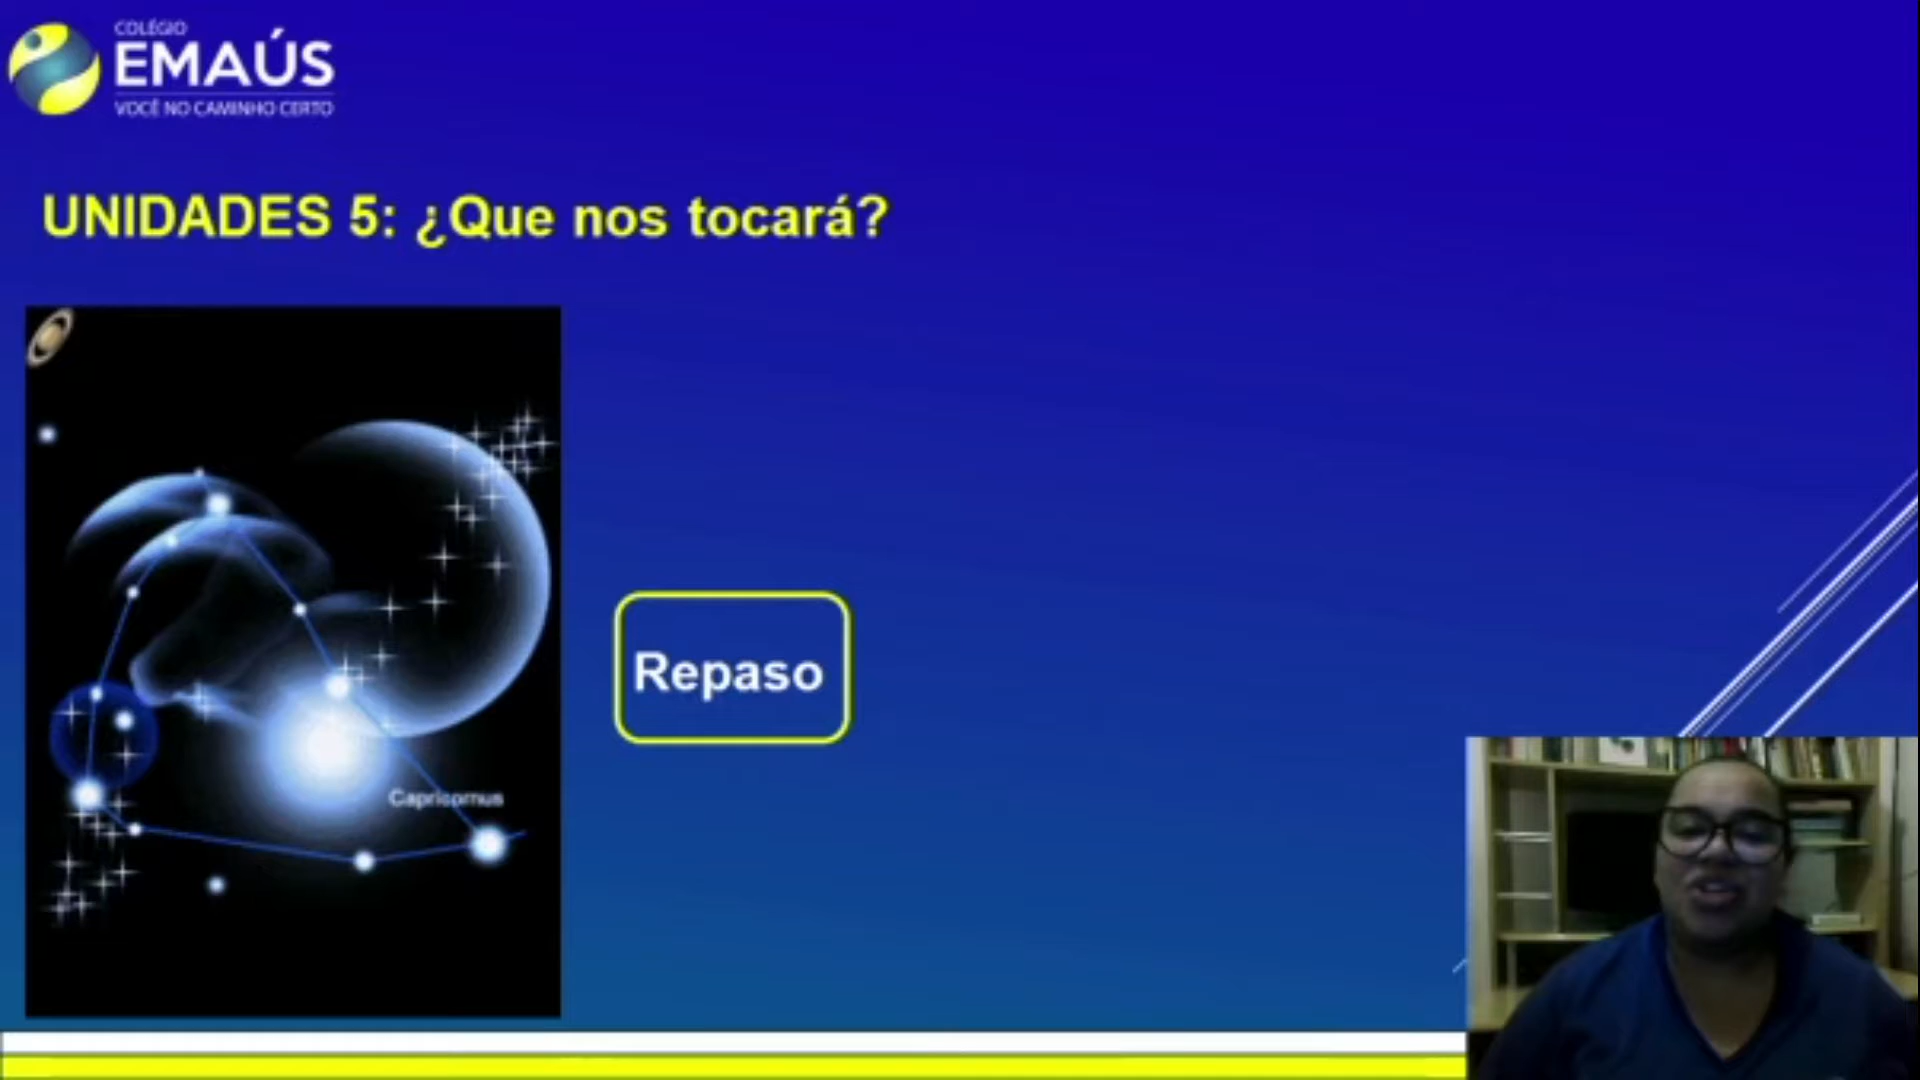 COLÉGIO
EMAÚS
VOCÊ NO CAMINHO CERTO
UNIDADES 5: ¿Que nos tocará?
Repaso
Capricornus